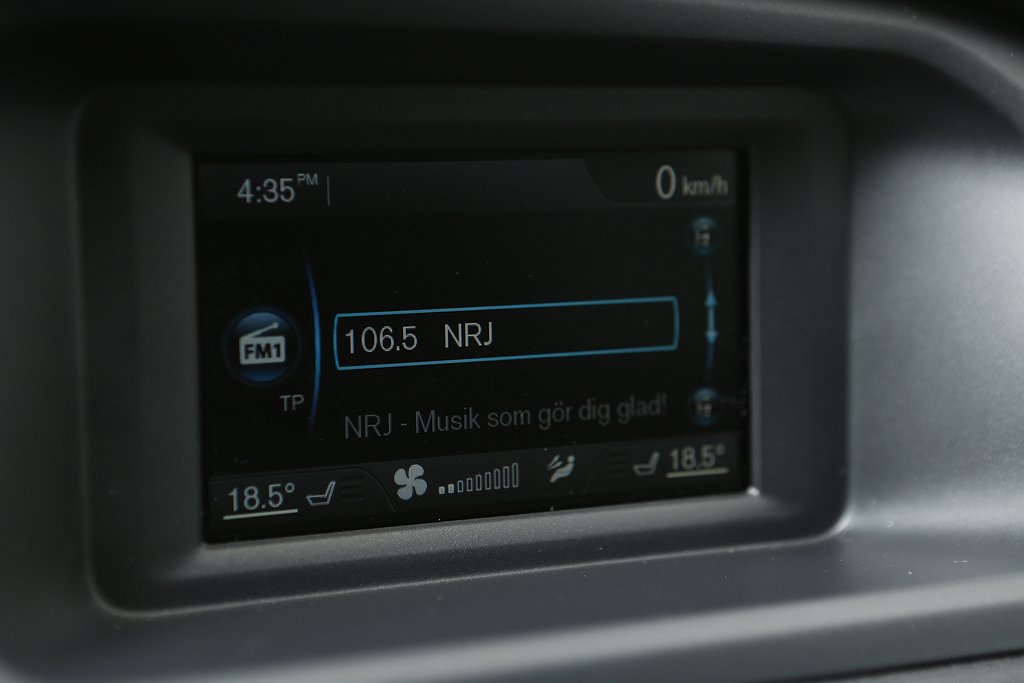 4:35 PM
0 km/h
106.5 NRJ
FM1
TP
NRJ - Musik som gör dig glad!
18.5°
18.5°